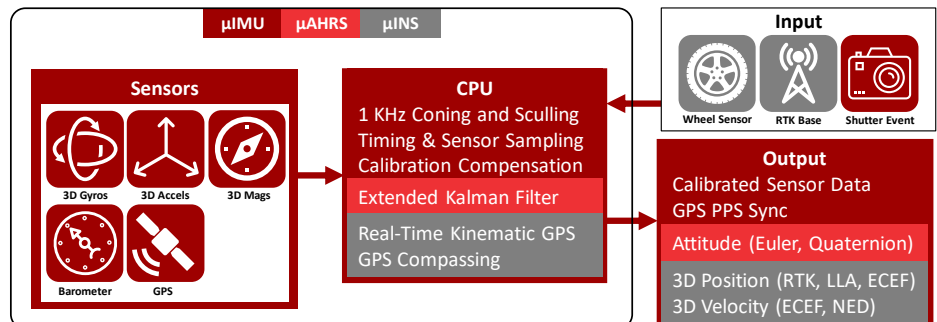 µIMU µAHRS µINS
Sensors
3D Gyros 3D Accels 3D Mags
Barometer GPS
CPU
1 KHz Coning and Sculling
Timing & Sensor Sampling
Calibration Compensation
Extended Kalman Filter
Real-Time Kinematic GPS
GPS Compassing
Input
Wheel Sensor RTK Base Shutter Event
Output
Calibrated Sensor Data
GPS PPS Sync
Attitude (Euler, Quaternion)
3D Position (RTK, LLA, ECEF)
3D Velocity (ECEF, NED)